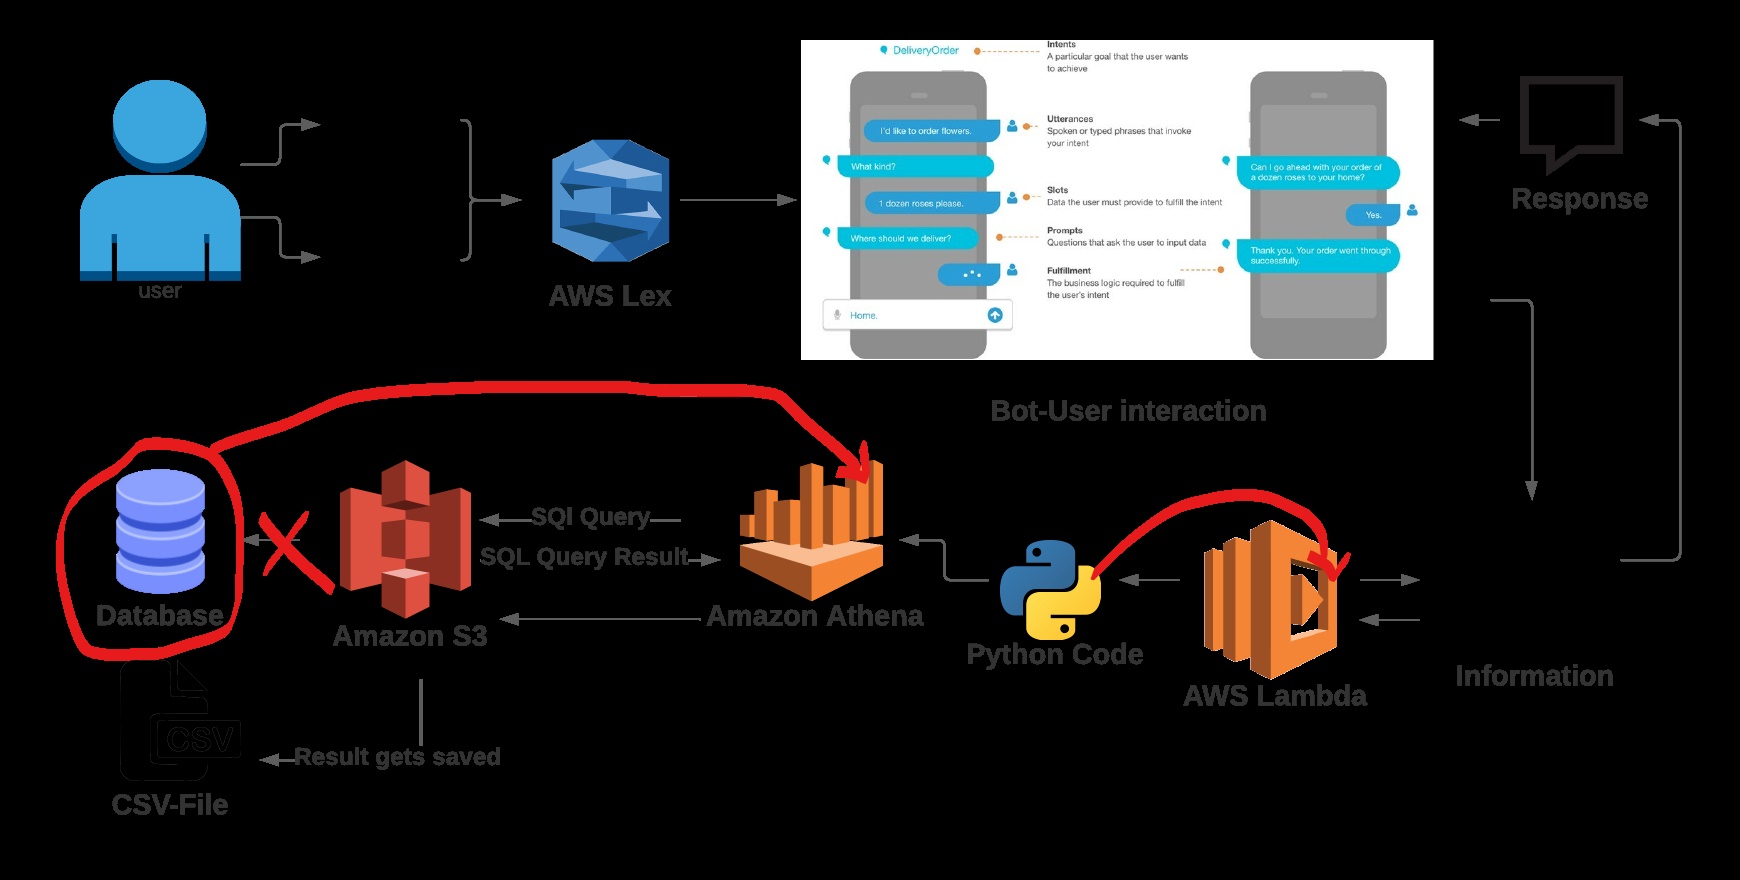 DeliveryOrder
Intents
A particular goal that the user wants
to achieve
I'd like to order flowers.
Utterances
Spoken or typed phrases that invoke
your intent
What kind?
1 dozen roses please.
Slots
Data the user must provide to fulfill the intent
Where should we deliver?
Prompts
Questions that ask the user to input data
Fulfillment
The business logic required to fulfill
the user's intent
Home.
Can I go ahead with your order of
a dozen roses to your home?
Yes.
Thank you. Your order went through
successfully.
Response
user
AWS Lex
Bot-User interaction
SQl Query
SQL Query Result
Database
Amazon S3
Amazon Athena
Python Code
AWS Lambda
Information
Result gets saved
CSV
CSV-File